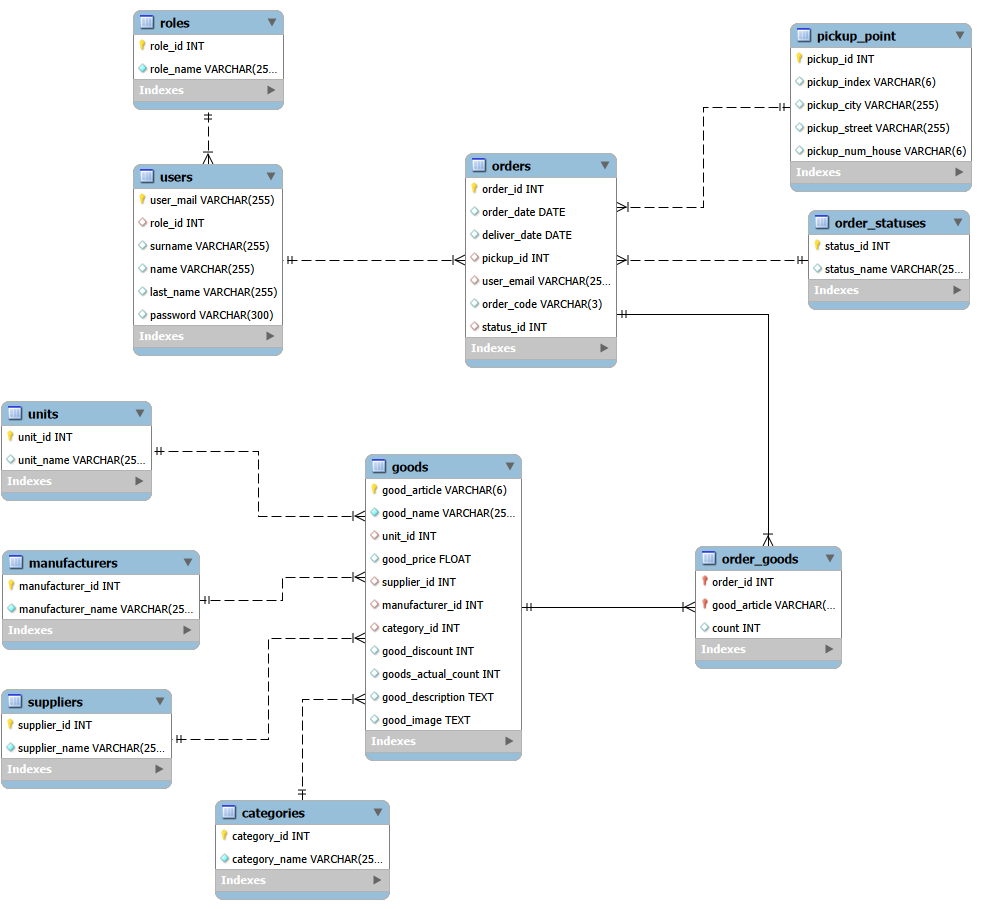 roles
role_id INT
role_name VARCHAR(25...
Indexes
users
user_mail VARCHAR(255)
role_id INT
surname VARCHAR(255)
name VARCHAR(255)
last_name VARCHAR(255)
password VARCHAR(300)
Indexes
orders
order_id INT
order_date DATE
deliver_date DATE
pickup_id INT
user_email VARCHAR(25...
order_code VARCHAR(3)
status_id INT
Indexes
pickup_point
pickup_id INT
pickup_index VARCHAR(6)
pickup_city VARCHAR(255)
pickup_street VARCHAR(255)
pickup_num_house VARCHAR(6)
Indexes
order_statuses
status_id INT
status_name VARCHAR(25...
Indexes
units
unit_id INT
unit_name VARCHAR(25...
Indexes
manufacturers
manufacturer_id INT
manufacturer_name VARCHAR(25...
Indexes
suppliers
supplier_id INT
supplier_name VARCHAR(25...
Indexes
goods
good_article VARCHAR(6)
good_name VARCHAR(25...
unit_id INT
good_price FLOAT
supplier_id INT
manufacturer_id INT
category_id INT
good_discount INT
goods_actual_count INT
good_description TEXT
good_image TEXT
Indexes
order_goods
order_id INT
good_article VARCHAR(...
count INT
Indexes
categories
category_id INT
category_name VARCHAR(25...
Indexes